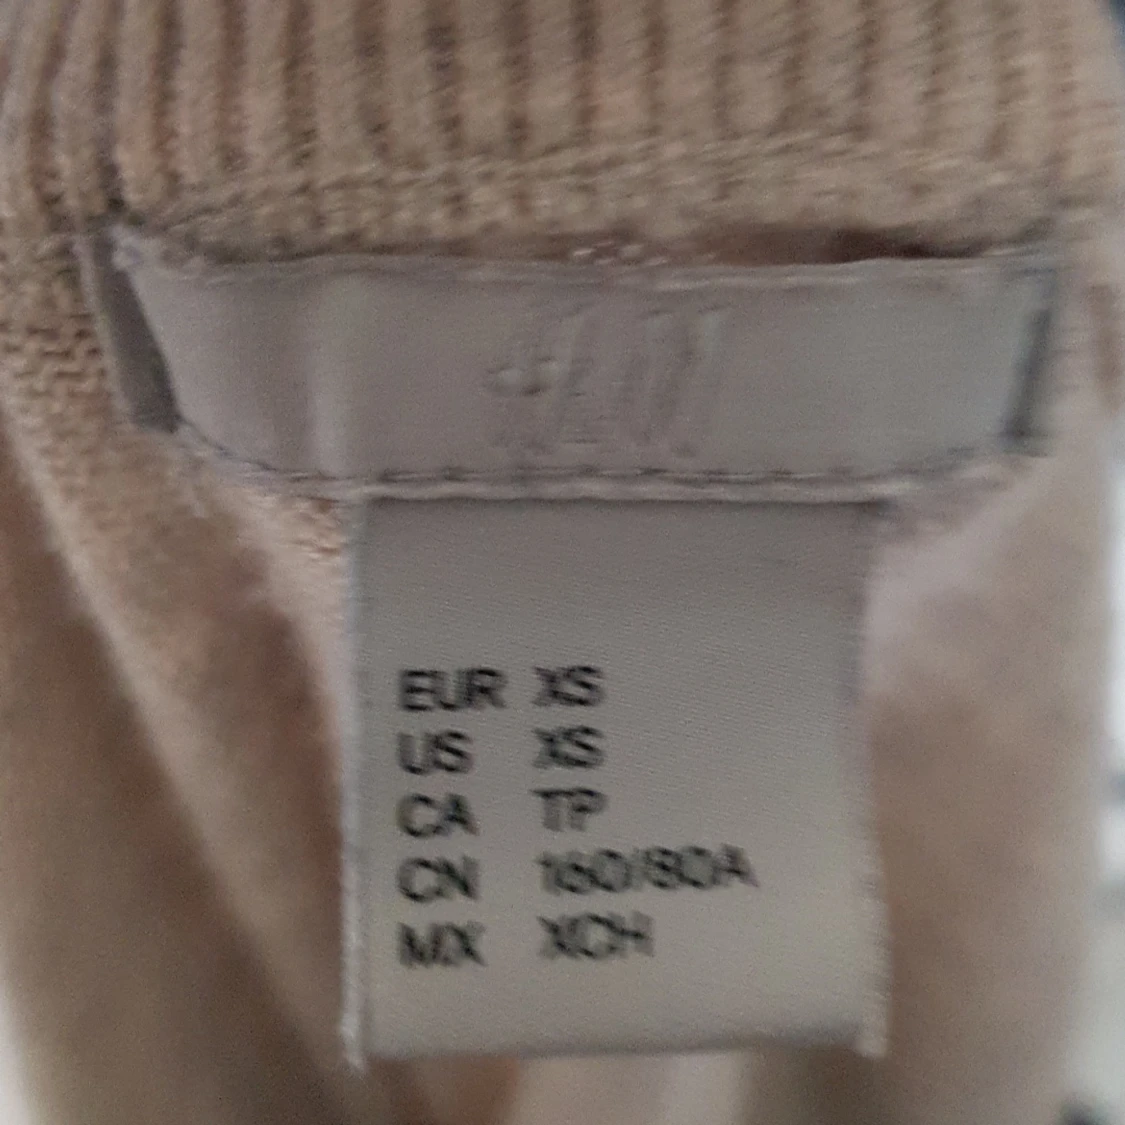 H&M
EUR XS
US XS
CA TP
CN 160/80A
MX XCH